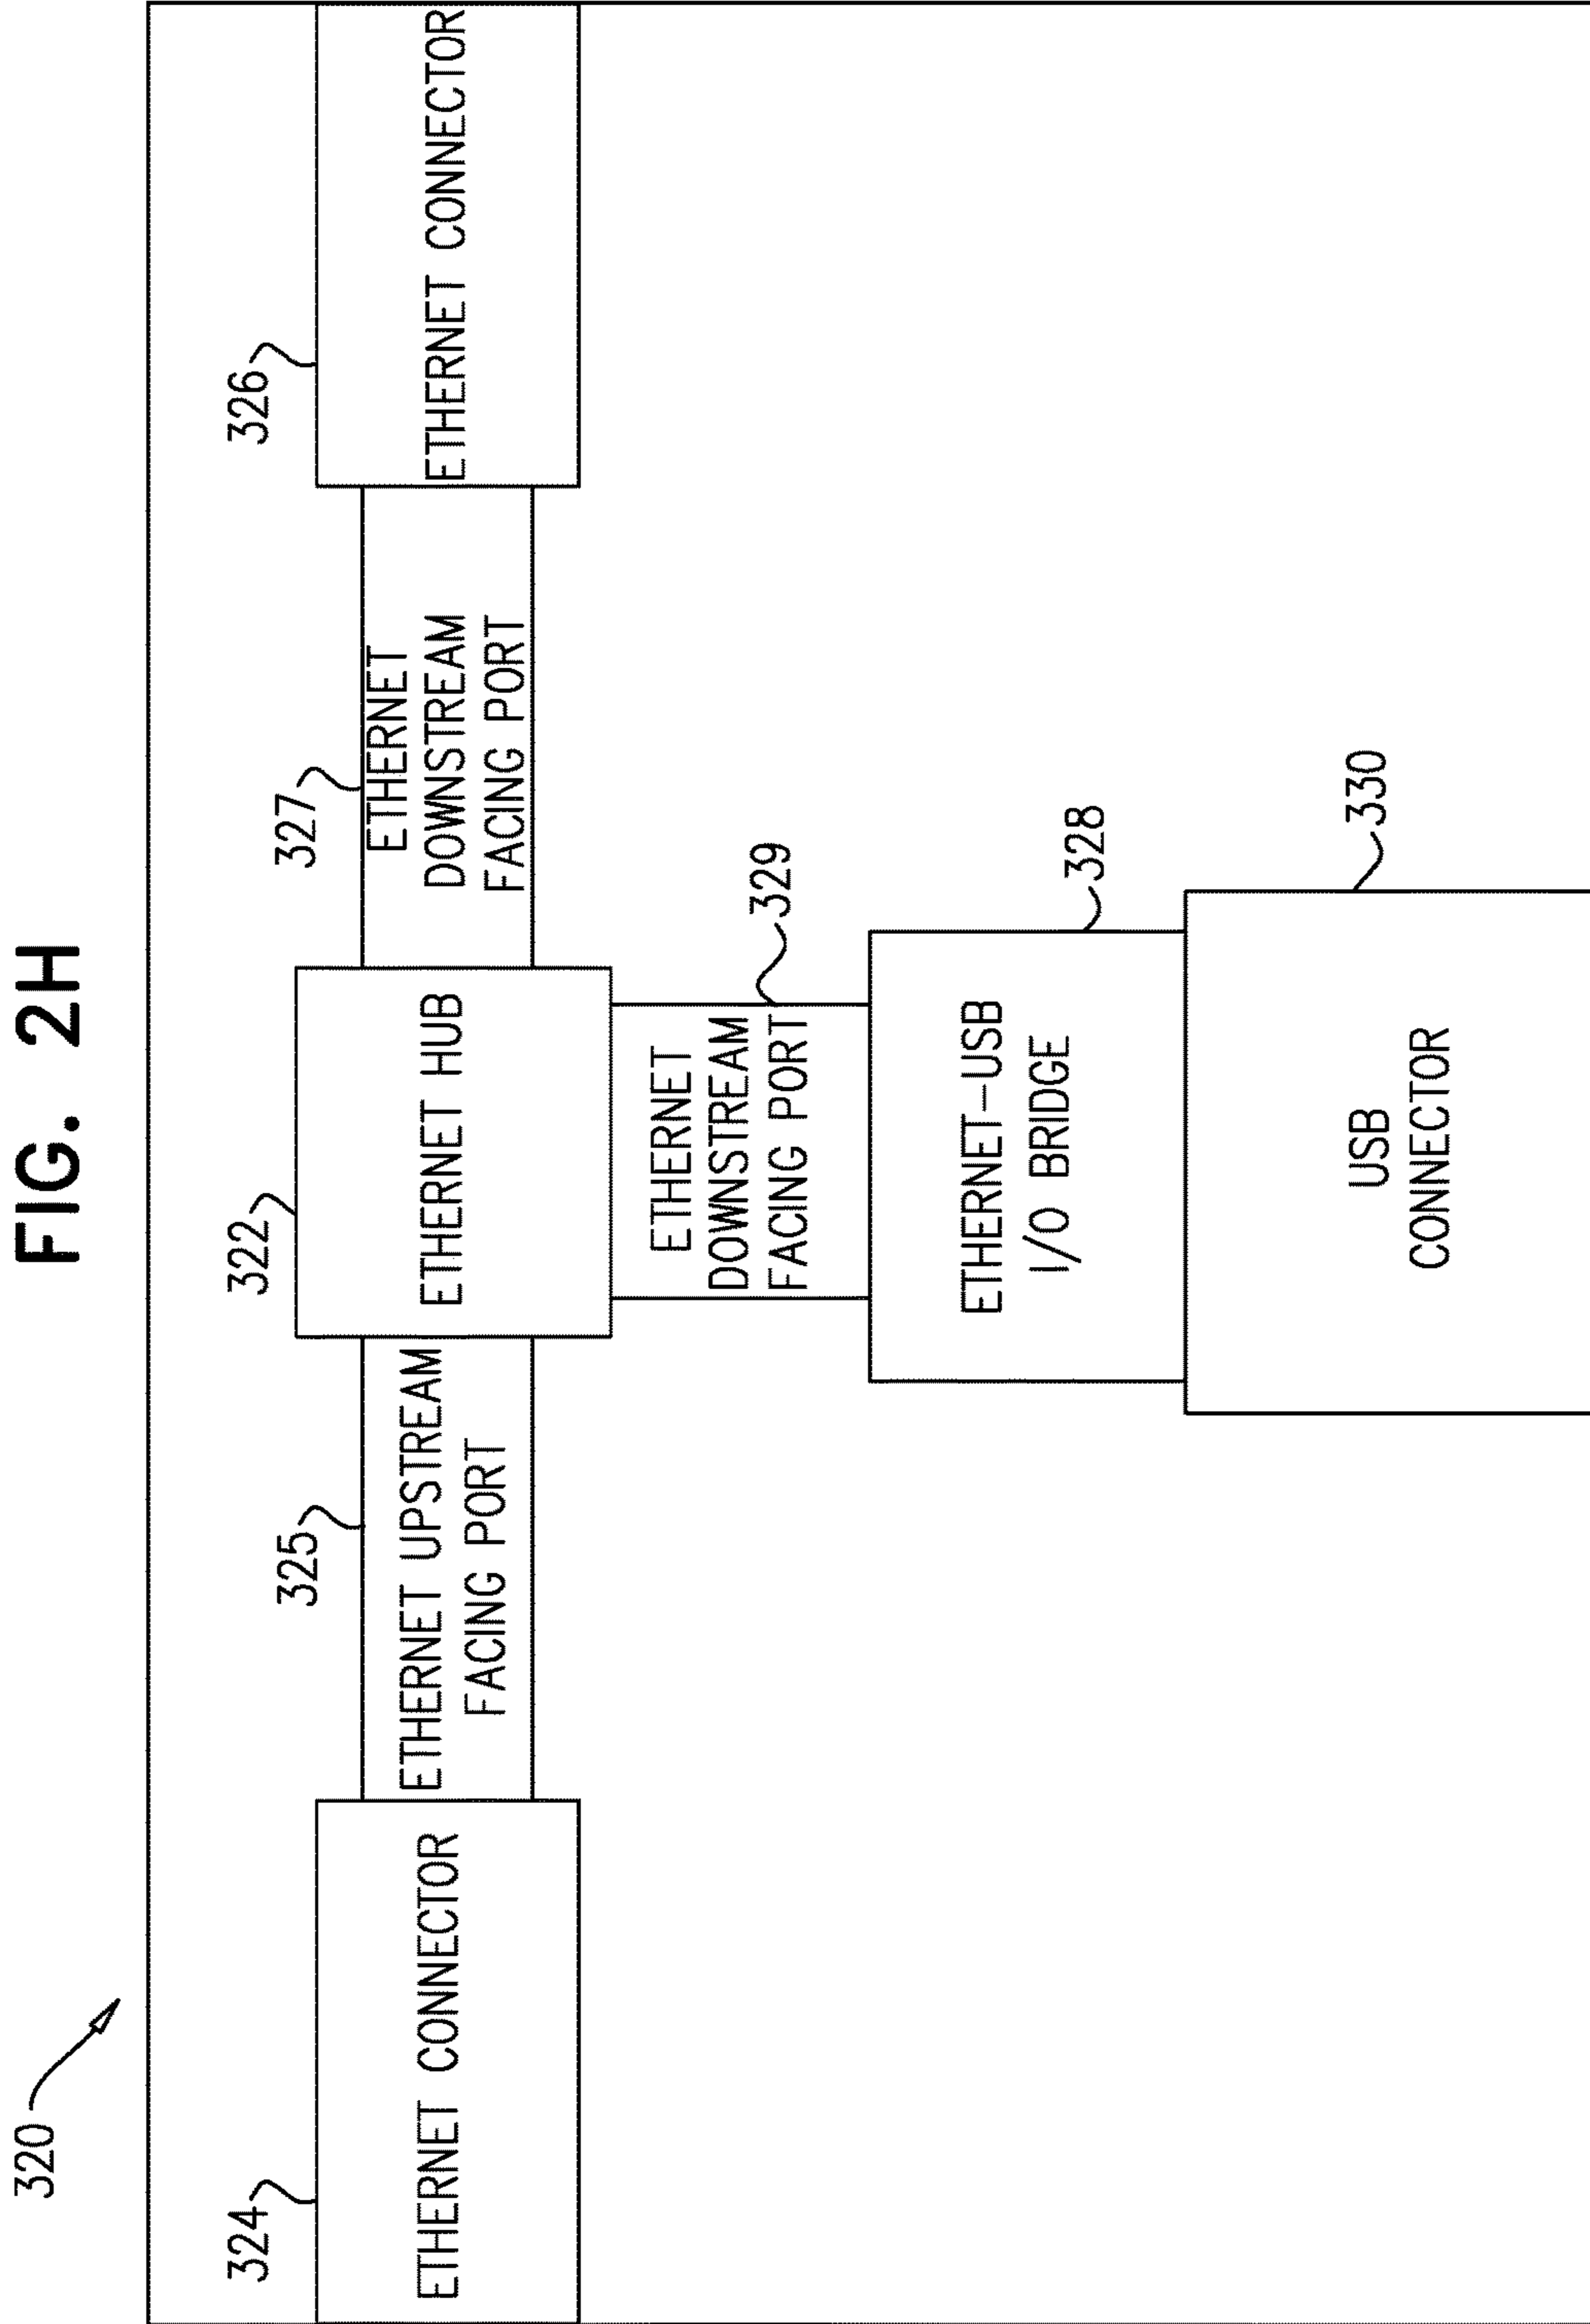 FIG. 2H
320
324
ETHERNET CONNECTOR
325
ETHERNET UPSTREAM
FACING PORT
322
ETHERNET HUB
327
ETHERNET
DOWNSTREAM
FACING PORT
326
ETHERNET CONNECTOR
ETHERNET
DOWNSTREAM
FACING PORT
329
ETHERNET-USB
I/O BRIDGE
328
USB
CONNECTOR
330